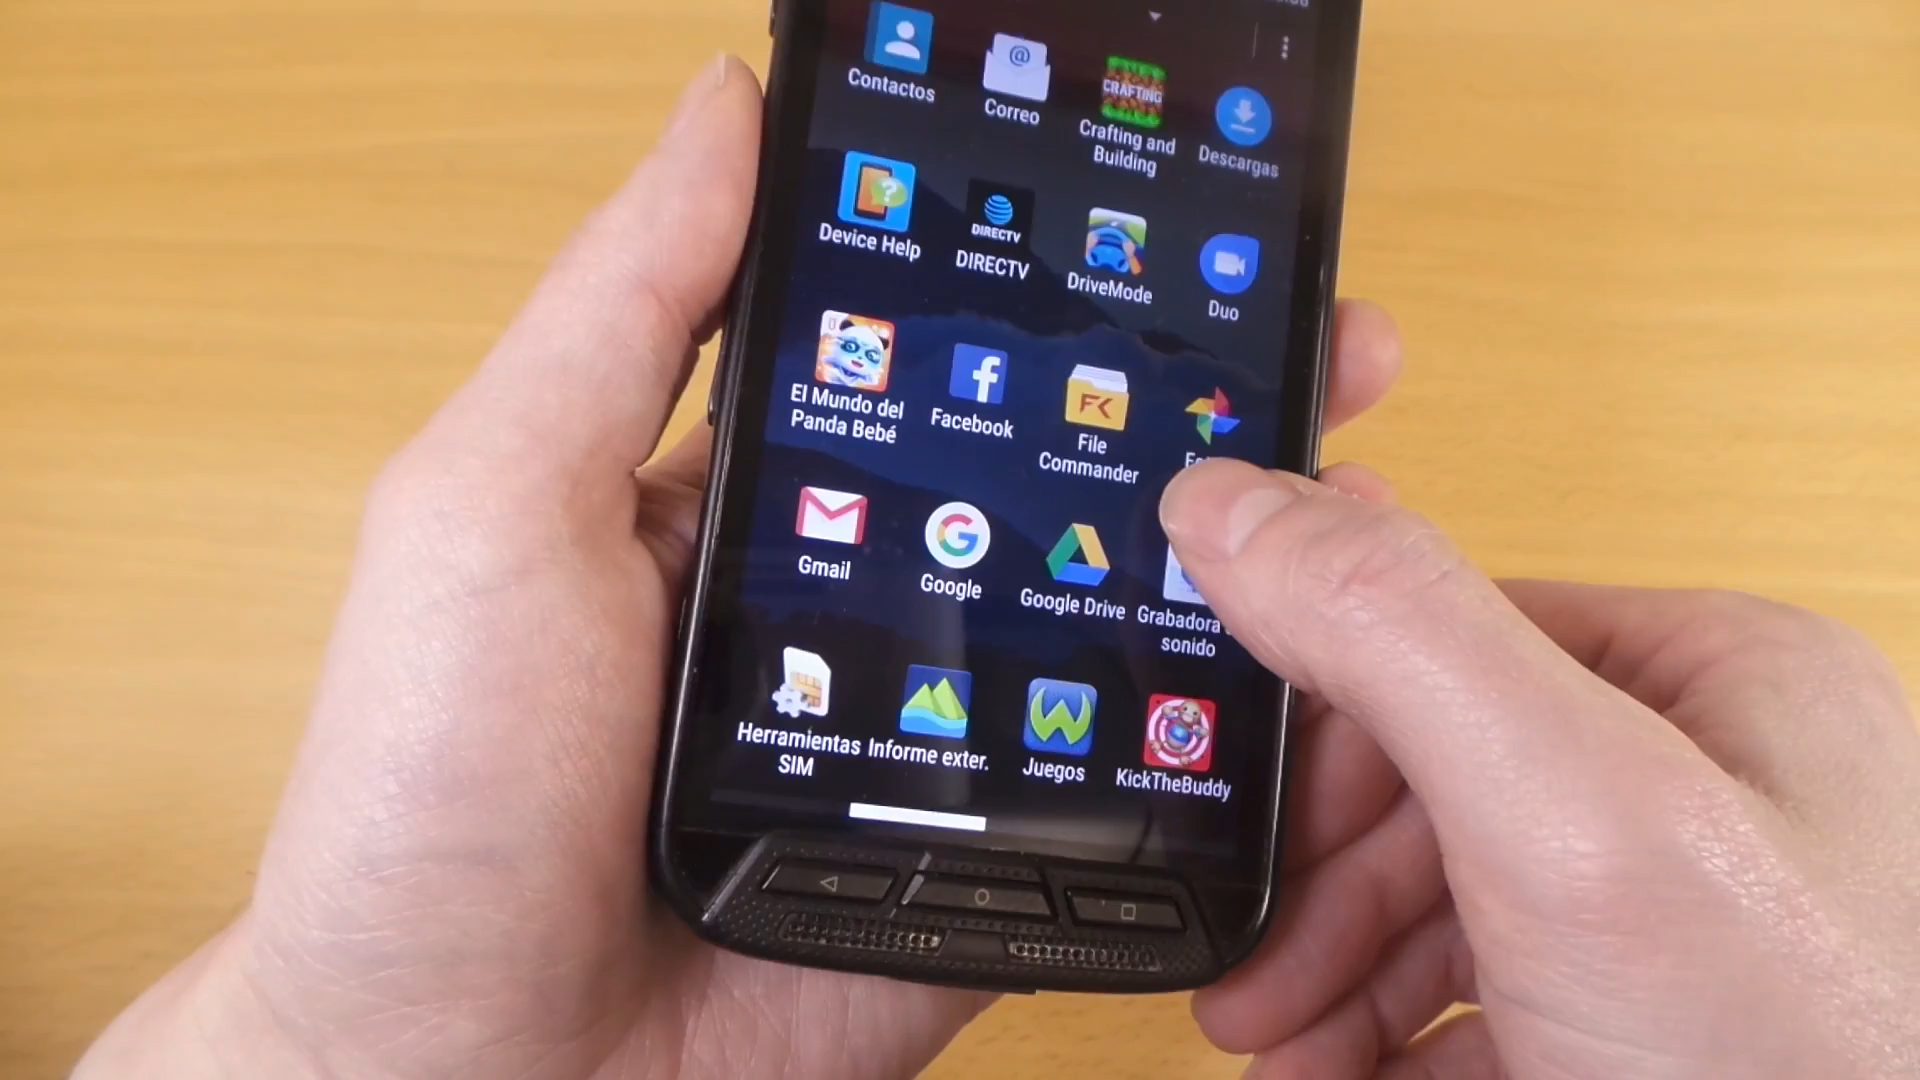 Contactos
@
Correo
CRAFTING
Crafting and
Building
Descargas
Device Help
DIRECTV
DIRECTV
DriveMode
Duo
El Mundo del
Panda Bebé
Facebook
File
Commander
Gmail
Google
Google Drive
Grabadora
sonido
Herramientas
SIM
Informe exter.
Juegos
KickTheBuddy